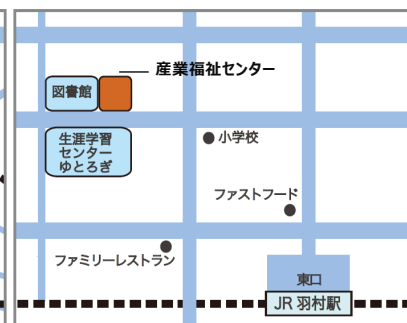 産業福祉センター
図書館
生涯学習
センター
ゆとろぎ
小学校
ファストフード
ファミリーレストラン
東口
JR 羽村駅